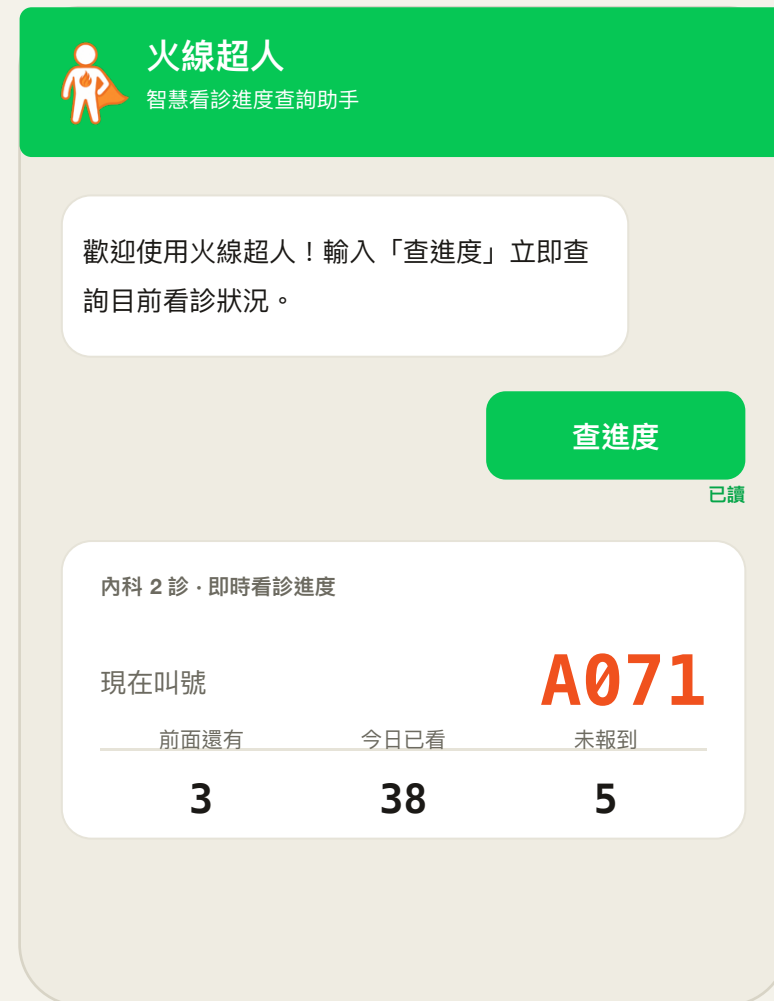 火線超人
智慧看診進度查詢助手
歡迎使用火線超人！輸入「查進度」立即查
詢目前看診狀況。
查進度
已讀
內科 2 診 · 即時看診進度
現在叫號 A071
前面還有 今日已看 未報到
3 38 5